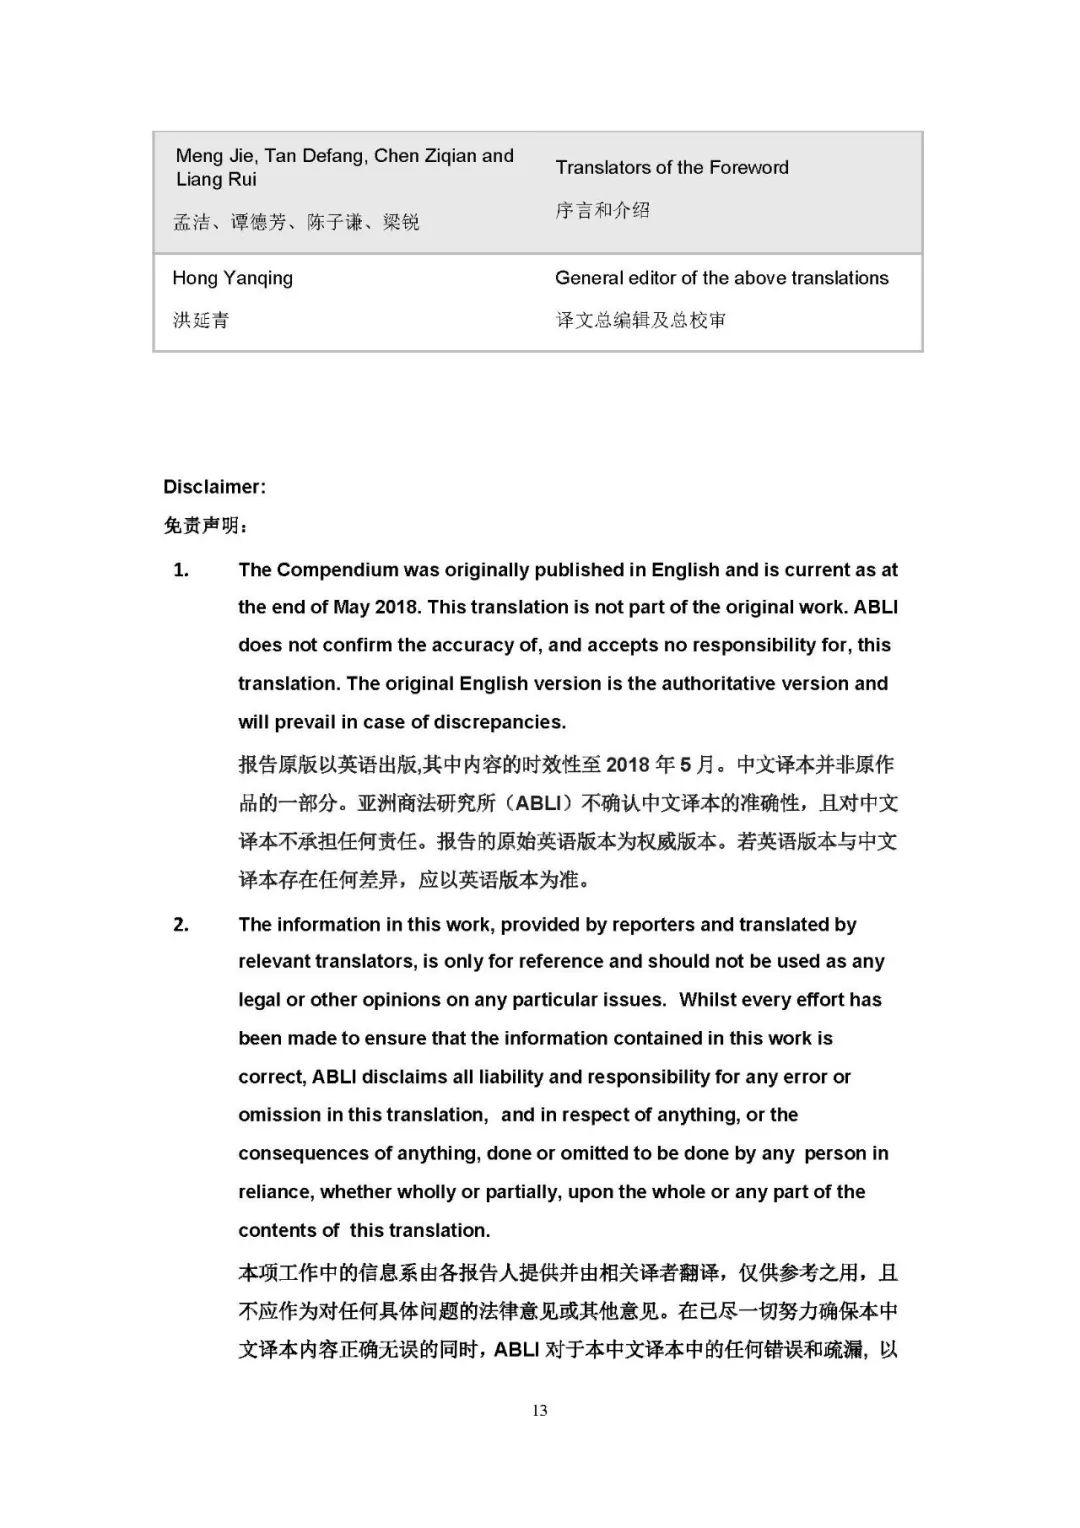 Meng Jie, Tan Defang, Chen Ziqian and
Liang Rui
孟洁、谭德芳、陈子谦、梁锐
Translators of the Foreword
序言和介绍
Hong Yanqing
洪延青
General editor of the above translations
译文总编辑及总校审
Disclaimer:
免责声明：
1. The Compendium was originally published in English and is current as at
the end of May 2018. This translation is not part of the original work. ABLI
does not confirm the accuracy of, and accepts no responsibility for, this
translation. The original English version is the authoritative version and
will prevail in case of discrepancies.
报告原版以英语出版,其中内容的时效性至 2018 年 5 月。中文译本并非原作
品的一部分。亚洲商法研究所（ABLI）不确认中文译本的准确性，且对中文
译本不承担任何责任。报告的原始英语版本为权威版本。若英语版本与中文
译本存在任何差异，应以英语版本为准。
2. The information in this work, provided by reporters and translated by
relevant translators, is only for reference and should not be used as any
legal or other opinions on any particular issues. Whilst every effort has
been made to ensure that the information contained in this work is
correct, ABLI disclaims all liability and responsibility for any error or
omission in this translation, and in respect of anything, or the
consequences of anything, done or omitted to be done by any person in
reliance, whether wholly or partially, upon the whole or any part of the
contents of this translation.
本项工作中的信息系由各报告人提供并由相关译者翻译，仅供参考之用，且
不应作为对任何具体问题的法律意见或其他意见。在已尽一切努力确保本中
文译本内容正确无误的同时，ABLI 对于本中文译本中的任何错误和疏漏, 以
13